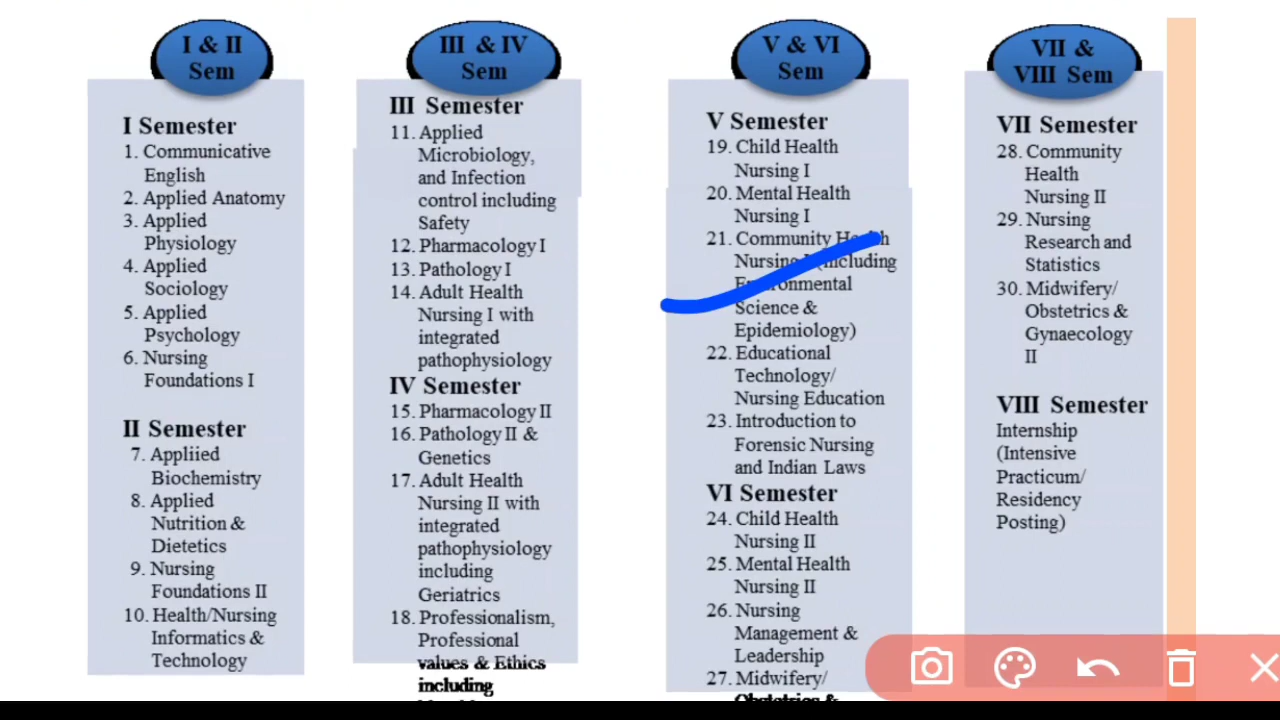 I & II
Sem
I Semester
1. Communicative
English
2. Applied Anatomy
3. Applied
Physiology
4. Applied
Sociology
5. Applied
Psychology
6. Nursing
Foundations I
II Semester
7. Appliied
Biochemistry
8. Applied
Nutrition &
Dietetics
9. Nursing
Foundations II
10. Health/Nursing
Informatics &
Technology
III & IV
Sem
III Semester
11. Applied
Microbiology,
and Infection
control including
Safety
12. Pharmacology I
13. Pathology I
14. Adult Health
Nursing I with
integrated
pathophysiology
IV Semester
15. Pharmacology II
16. Pathology II &
Genetics
17. Adult Health
Nursing II with
integrated
pathophysiology
including
Geriatrics
18. Professionalism,
Professional
values & Ethics
including
V & VI
Sem
V Semester
19. Child Health
Nursing I
20. Mental Health
Nursing I
21. Community Health
Nursing (including
Environmental
Science &
Epidemiology)
22. Educational
Technology/
Nursing Education
23. Introduction to
Forensic Nursing
and Indian Laws
VI Semester
24. Child Health
Nursing II
25. Mental Health
Nursing II
26. Nursing
Management &
Leadership
27. Midwifery/
Obstetrics &
VII &
VIII Sem
VII Semester
28. Community
Health
Nursing II
29. Nursing
Research and
Statistics
30. Midwifery/
Obstetrics &
Gynaecology
II
VIII Semester
Internship
(Intensive
Practicum/
Residency
Posting)